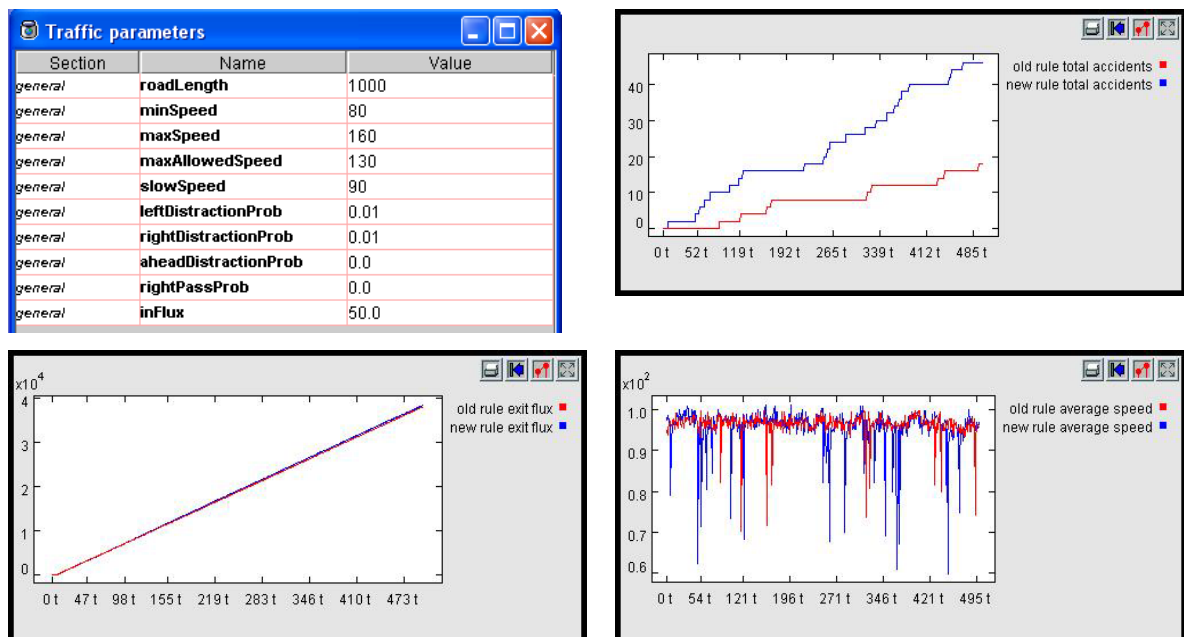 Traffic parameters
Section Name Value
general roadLength 1000
general minSpeed 80
general maxSpeed 160
general maxAllowedSpeed 130
general slowSpeed 90
general leftDistractionProb 0.01
general rightDistractionProb 0.01
general aheadDistractionProb 0.0
general rightPassProb 0.0
general inFlux 50.0
old rule total accidents
new rule total accidents
40
30
20
10
0
0 t 52 t 119 t 192 t 265 t 339 t 412 t 485 t
x10^4
old rule exit flux
new rule exit flux
4
3
2
1
0
0 t 47 t 98 t 155 t 219 t 283 t 346 t 410 t 473 t
x10^2
old rule average speed
new rule average speed
1.0
0.9
0.8
0.7
0.6
0 t 54 t 121 t 196 t 271 t 346 t 421 t 495 t